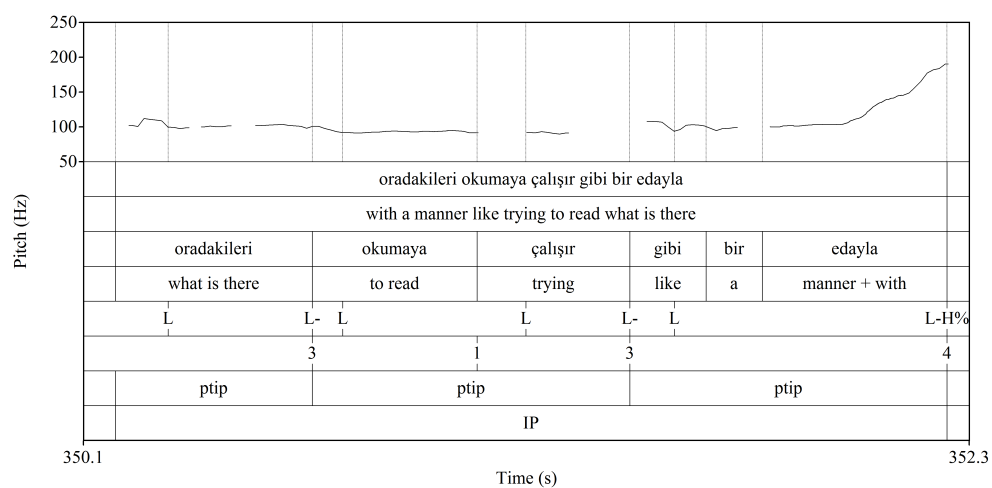 250
200
150
100
50
Pitch (Hz)
oradakileri okumaya çalışır gibi bir edayla
with a manner like trying to read what is there
oradakileri okumaya çalışır gibi bir edayla
what is there to read trying like a manner + with
L L- L L L- L L-H%
3 1 3 4
ptip ptip ptip
IP
350.1 352.3
Time (s)